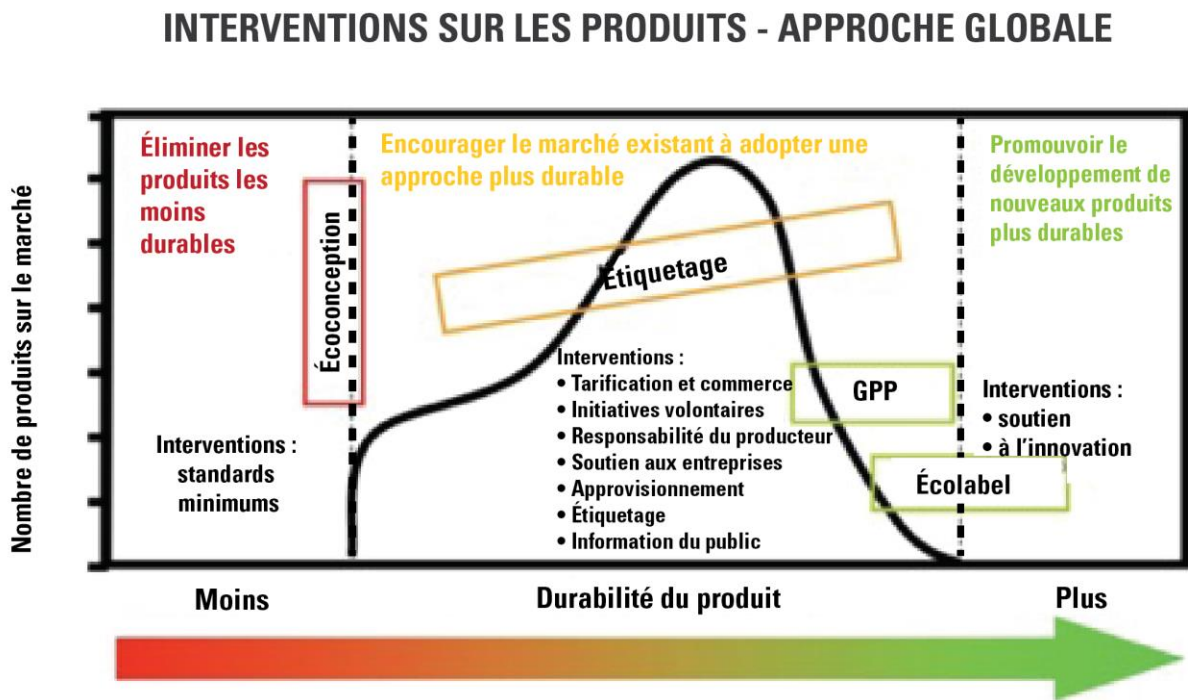 INTERVENTIONS SUR LES PRODUITS - APPROCHE GLOBALE
Nombre de produits sur le marché
Éliminer les
produits les
moins
durables
Écoconception
Interventions :
standards
minimums
Encourager le marché existant à adopter une
approche plus durable
Étiquetage
Interventions :
• Tarification et commerce
• Initiatives volontaires
• Responsabilité du producteur
• Soutien aux entreprises
• Approvisionnement
• Étiquetage
• Information du public
GPP
Écolabel
Promouvoir le
développement de
nouveaux produits
plus durables
Interventions :
• soutien
• à l'innovation
Moins
Durabilité du produit
Plus